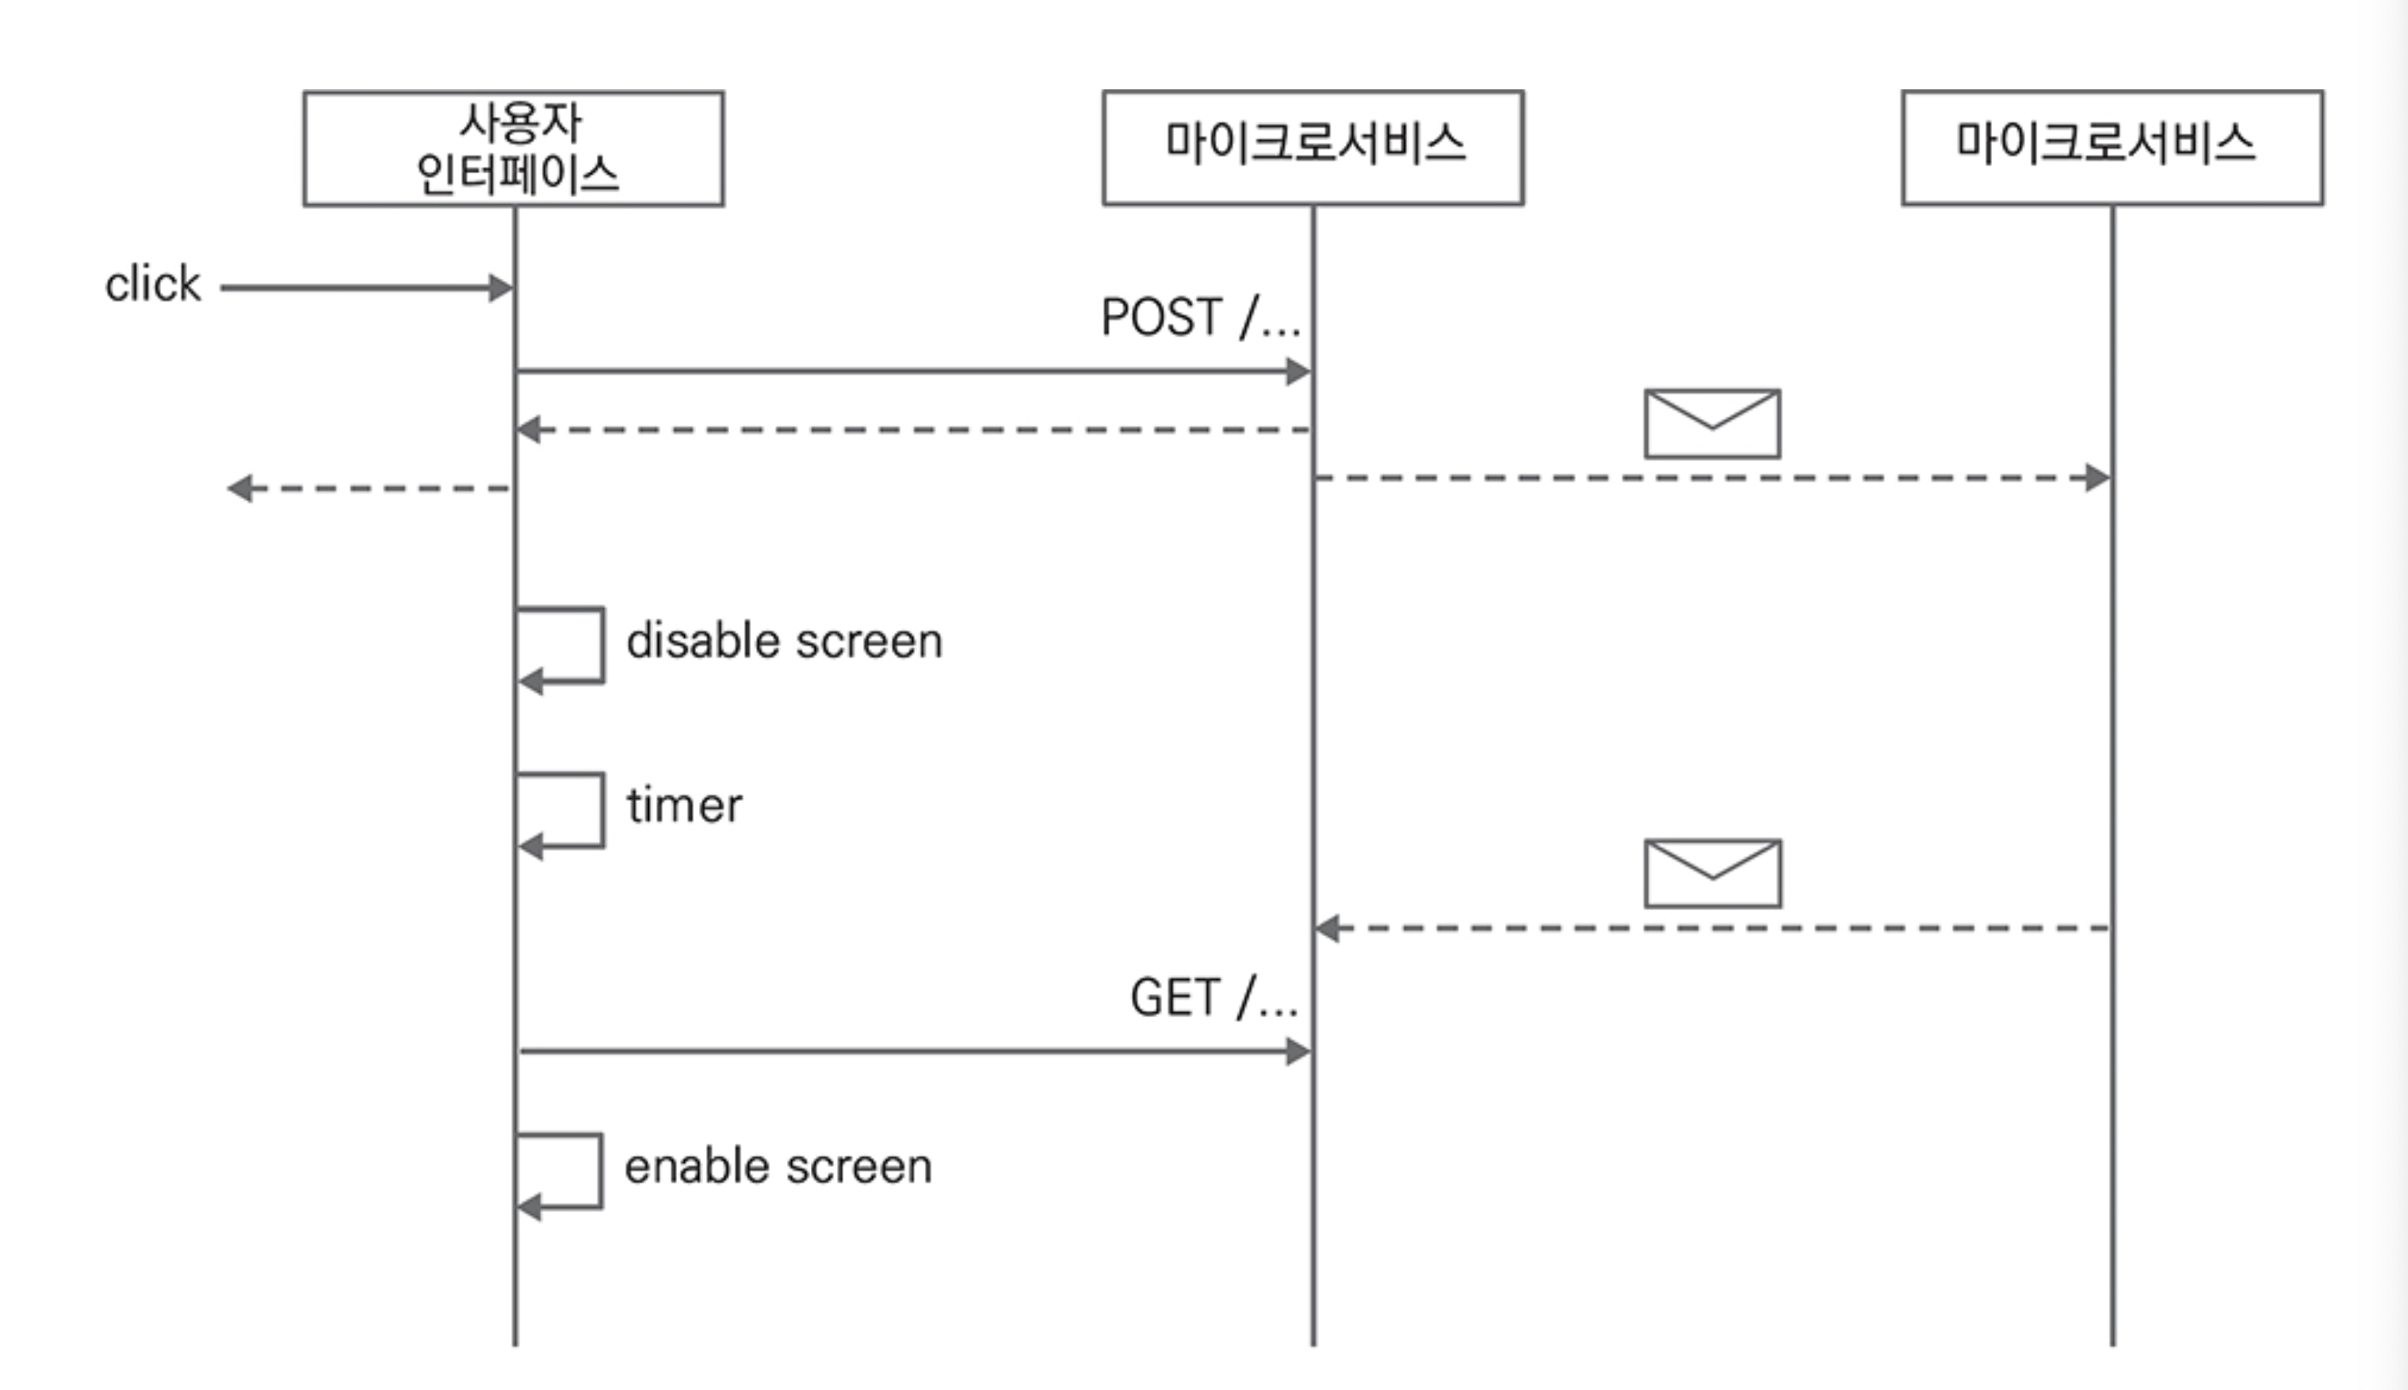 사용자
인터페이스
마이크로서비스
마이크로서비스
click
POST /...
disable screen
timer
GET /...
enable screen